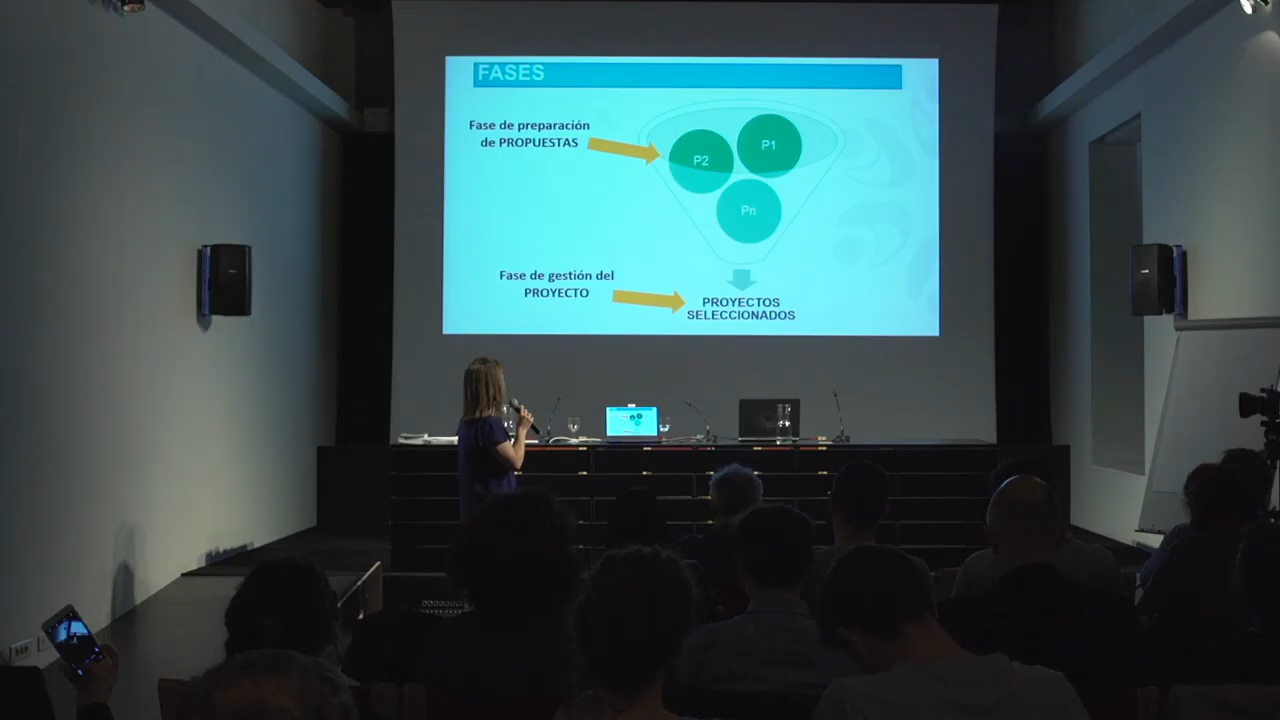 FASES
Fase de preparación
de PROPUESTAS
P1
P2
Pn
Fase de gestión del
PROYECTO
PROYECTOS
SELECCIONADOS